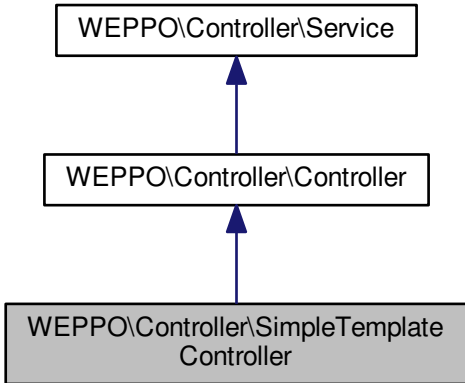 WEPPO\Controller\Service
WEPPO\Controller\Controller
WEPPO\Controller\SimpleTemplate
Controller